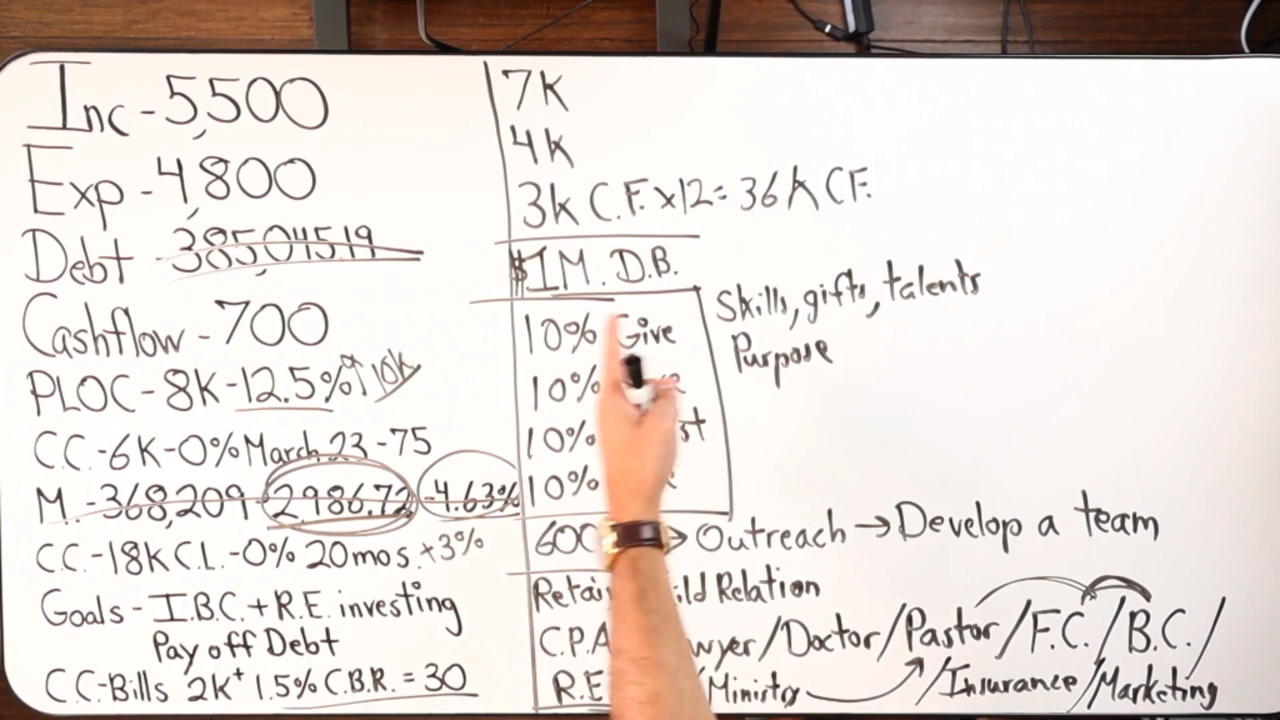 Inc - 5,500
Exp - 4,800
Debt - 385,045.19
Cashflow - 700
PLOC - 8K - 12.5% 10K
C.C. - 6K - 0% March 23 - 75
M. - 368,209 - 2,986.72 - 4.63%
CC. - 18K C.L. - 0% 20mos. + 3%
Goals - I.B.C. + R.E. investing
Pay off Debt
CC-Bills 2K+ 1.5% C.B.R. = 30
7K
4K
3K C.F. x 12 = 36K C.F.
$1M. D.B.
10% Give
10%
10%
10%
Skills, gifts, talents
Purpose
→ Outreach → Develop a team
Relation
C.P.A. /Doctor/Pastor/F.C./B.C./
R.E. /Ministry /Insurance/Marketing